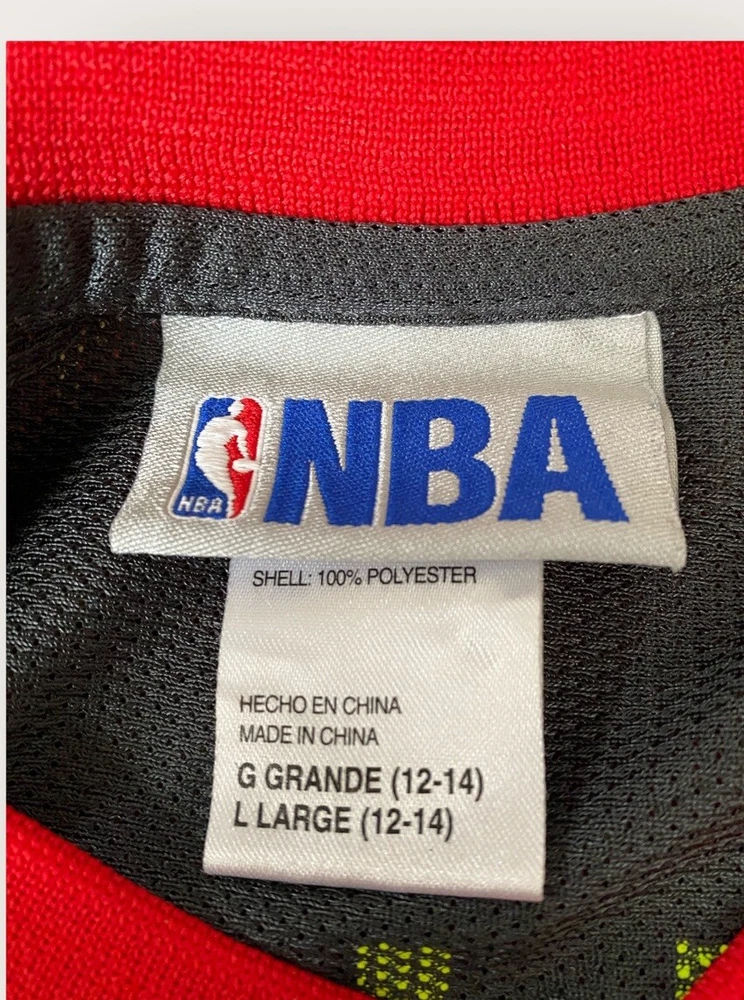 NBA
NBA
SHELL: 100% POLYESTER
HECHO EN CHINA
MADE IN CHINA
G GRANDE (12-14)
L LARGE (12-14)